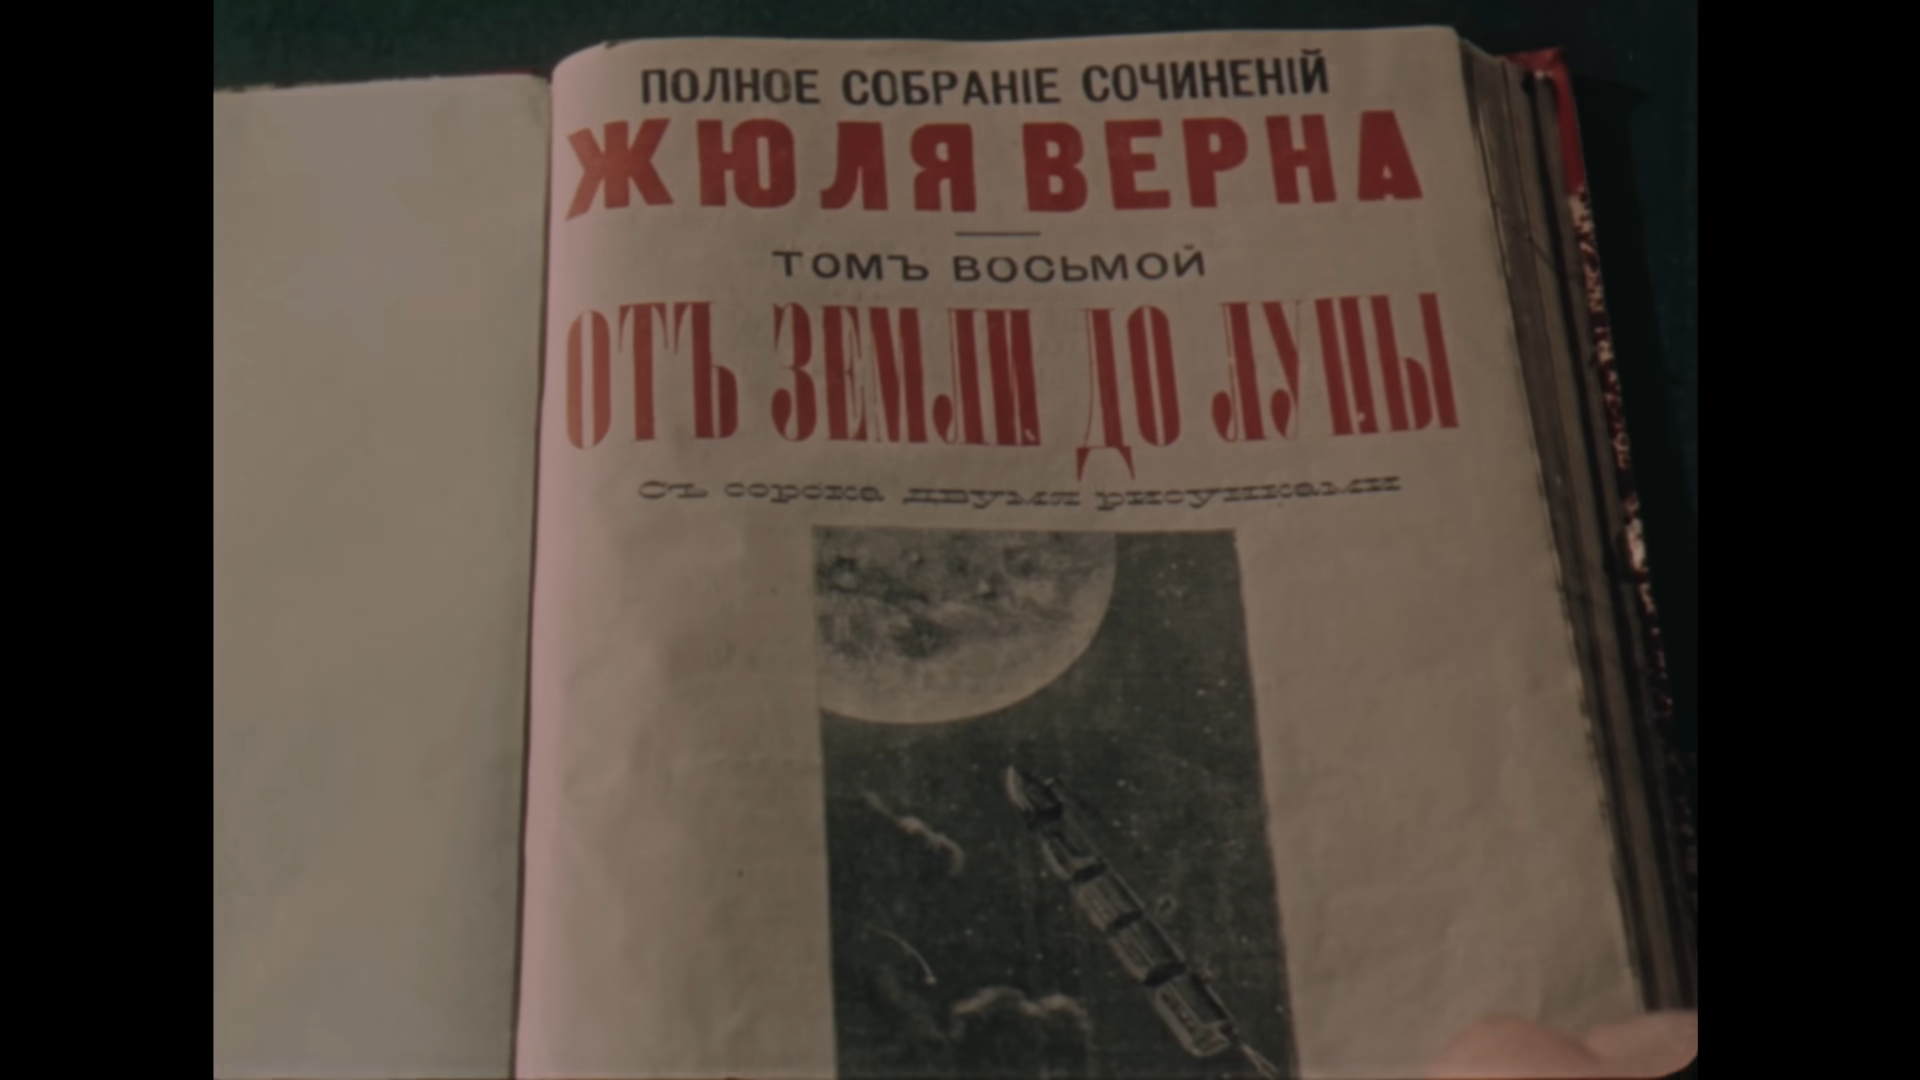 ПОЛНОЕ СОБРАНІЕ СОЧИНЕНІЙ
ЖЮЛЯ ВЕРНА
ТОМЪ ВОСЬМОЙ
ОТЪ ЗЕМЛИ ДО ЛУНЫ
Съ сорока двумя рисунками